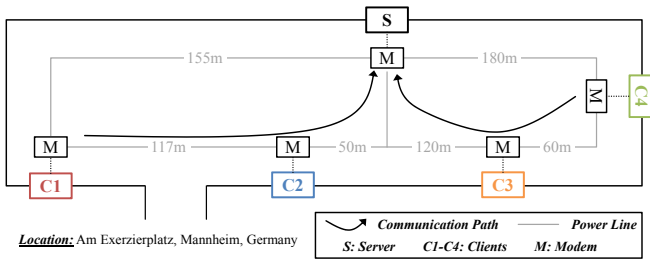 S
155m
M
180m
M
C4
M
117m
M
50m
120m
M
60m
C1
C2
C3
Communication Path
Power Line
Location: Am Exerzierplatz, Mannheim, Germany
S: Server
C1-C4: Clients
M: Modem